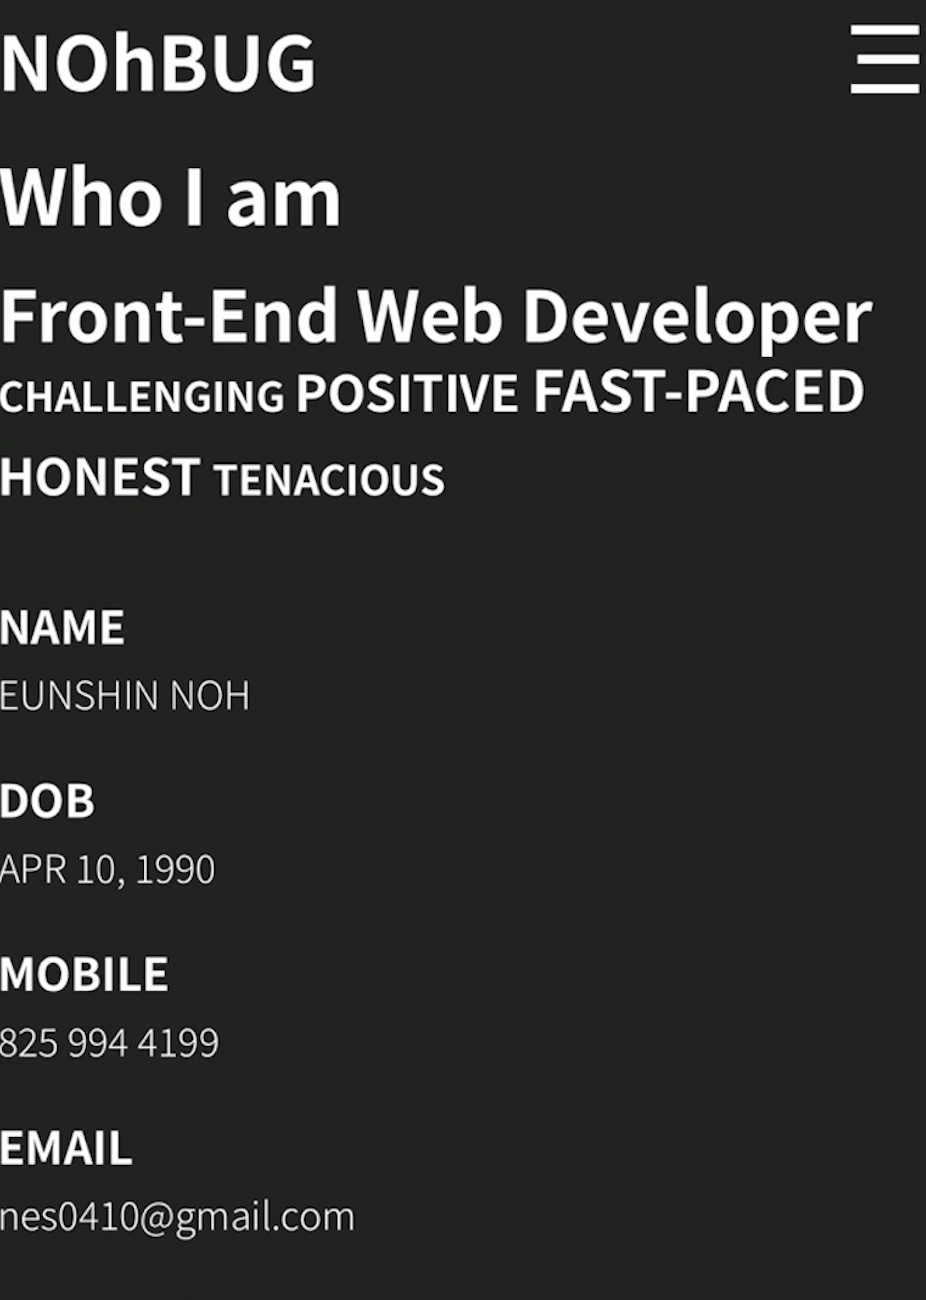 NOhBUG
Who I am
Front-End Web Developer
CHALLENGING POSITIVE FAST-PACED
HONEST TENACIOUS
NAME
EUNSHIN NOH
DOB
APR 10, 1990
MOBILE
825 994 4199
EMAIL
nes0410@gmail.com